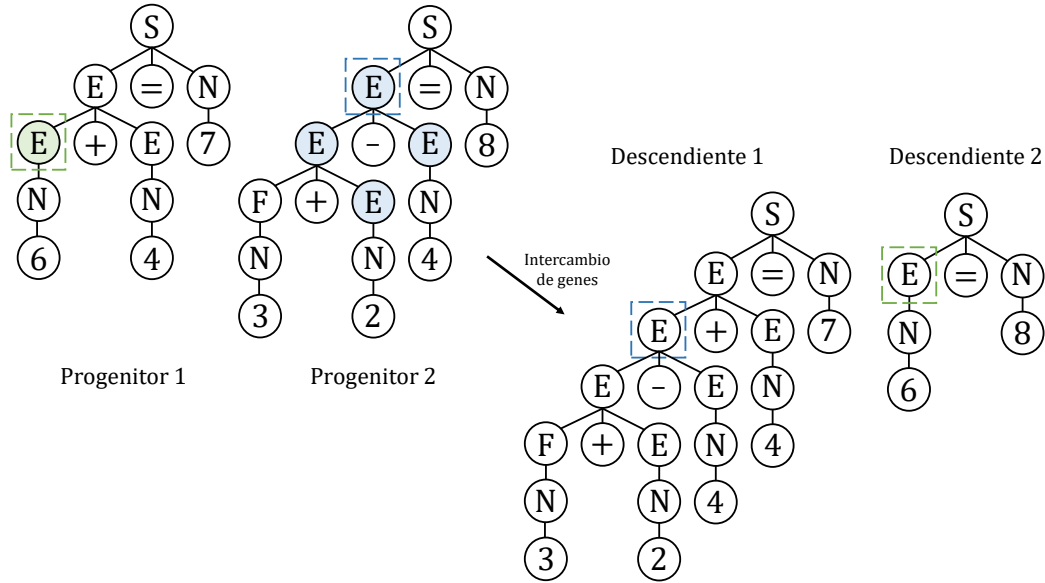 S
S
E = N
E = N
E + E
7
E - E
8
N
N
F + E
N
6
4
N
N
4
3
2
Progenitor 1
Progenitor 2
Intercambio
de genes
Descendiente 1
S
E = N
E + E
7
E - E
N
F + E
N
4
N
N
4
3
2
Descendiente 2
S
E = N
N
8
6